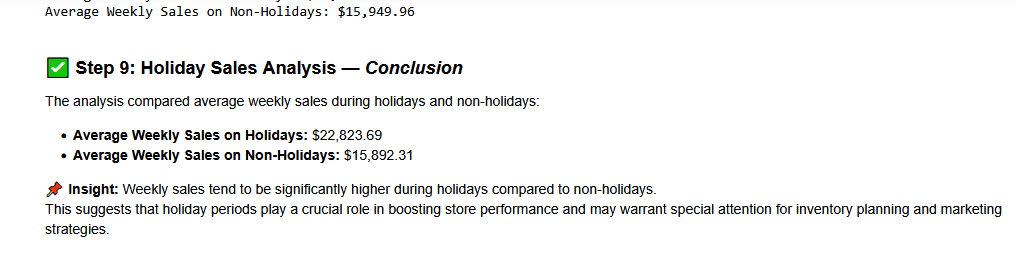 Average Weekly Sales on Non-Holidays: $15,949.96
✅ Step 9: Holiday Sales Analysis — Conclusion
The analysis compared average weekly sales during holidays and non-holidays:
• Average Weekly Sales on Holidays: $22,823.69
• Average Weekly Sales on Non-Holidays: $15,892.31
📌 Insight: Weekly sales tend to be significantly higher during holidays compared to non-holidays.
This suggests that holiday periods play a crucial role in boosting store performance and may warrant special attention for inventory planning and marketing
strategies.